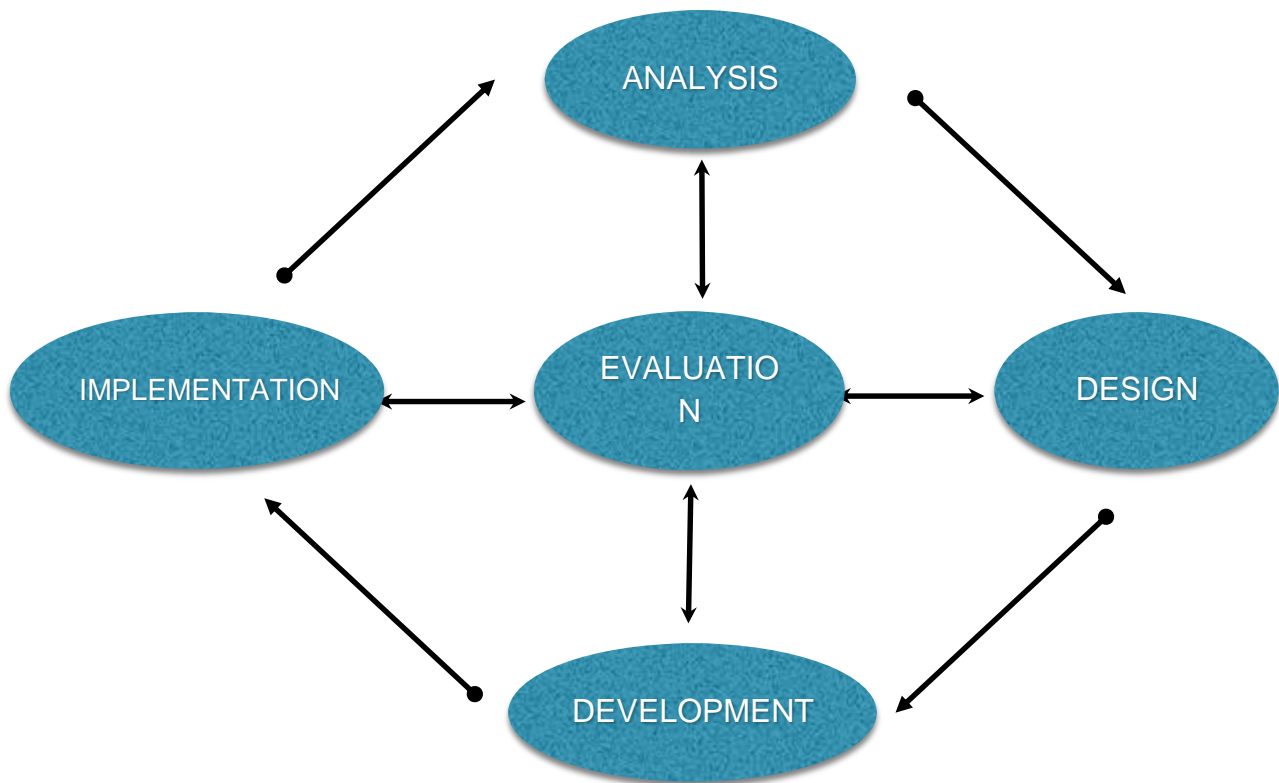 ANALYSIS
IMPLEMENTATION
EVALUATIO
N
DESIGN
DEVELOPMENT